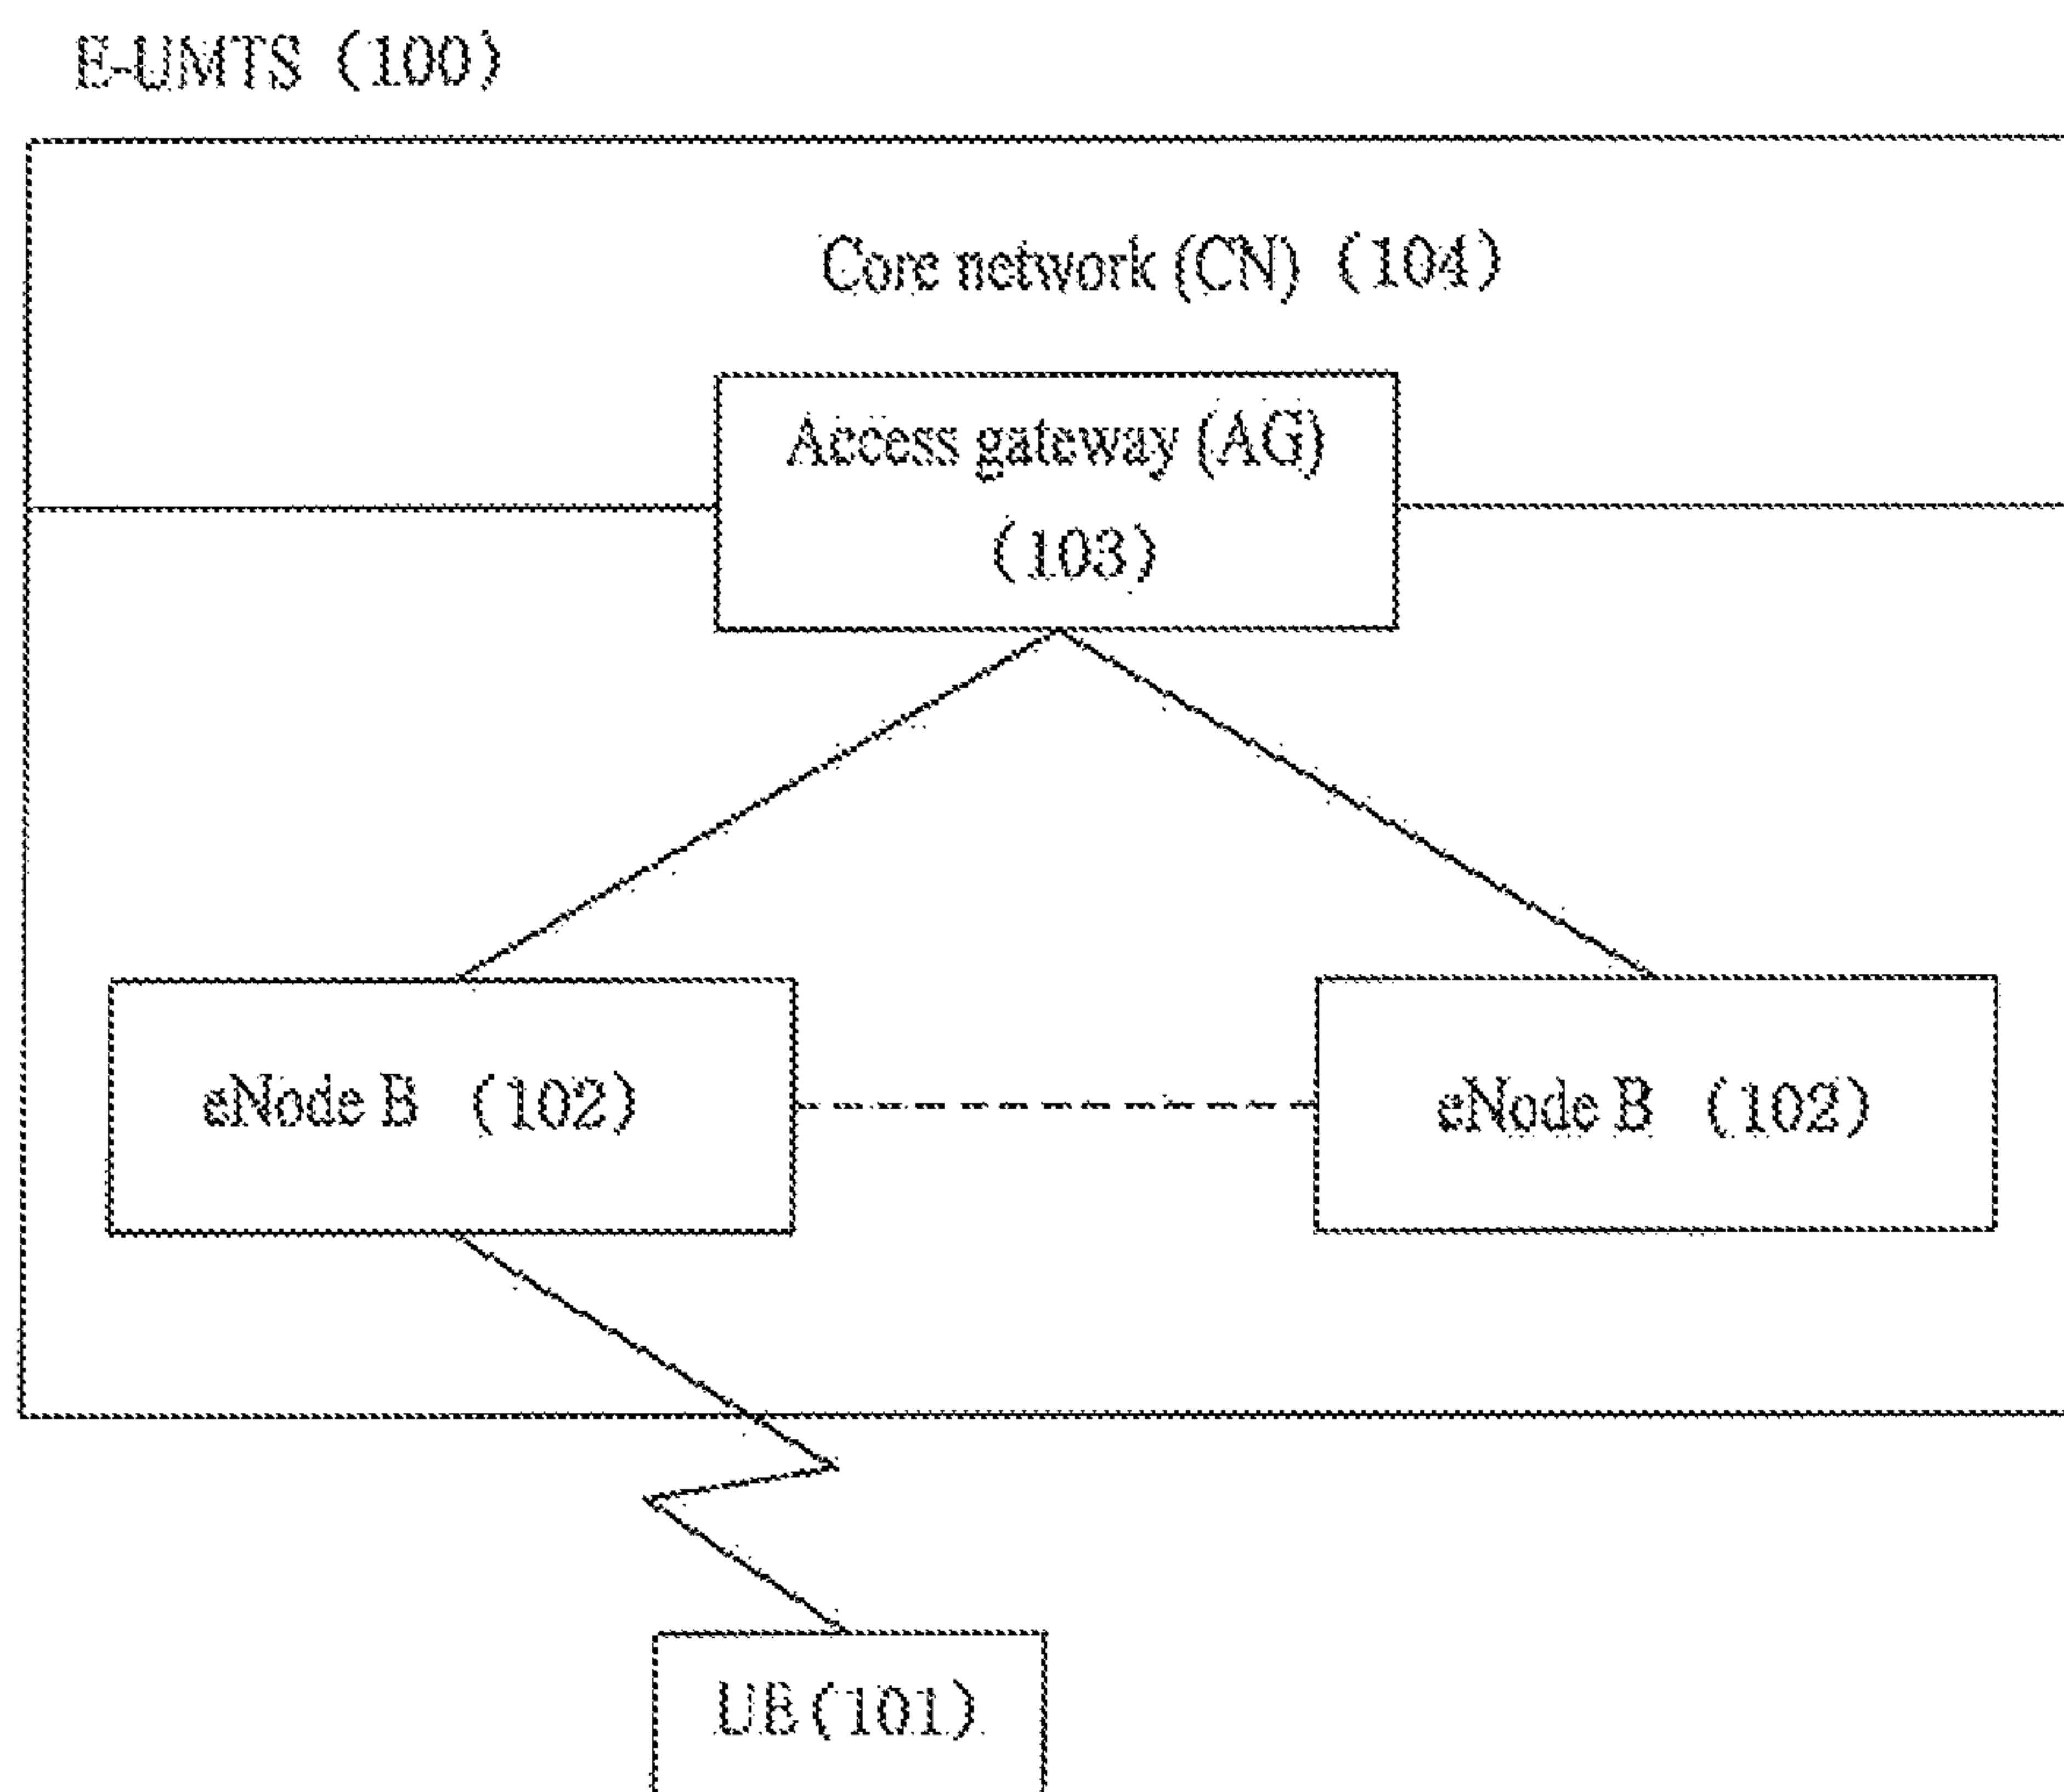 E-UMTS (100)
Core network (CN) (104)
Access gateway (AG)
(103)
eNode B (102)
eNode B (102)
UE(101)